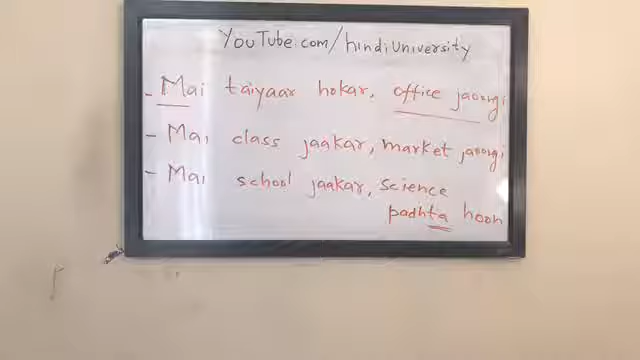 YouTube.com/hindiUniversity
- Mai taiyaar hokar, office jaoongi
- Mai class jaakar, market jaoongi
- Mai school jaakar, science
padhta hoon